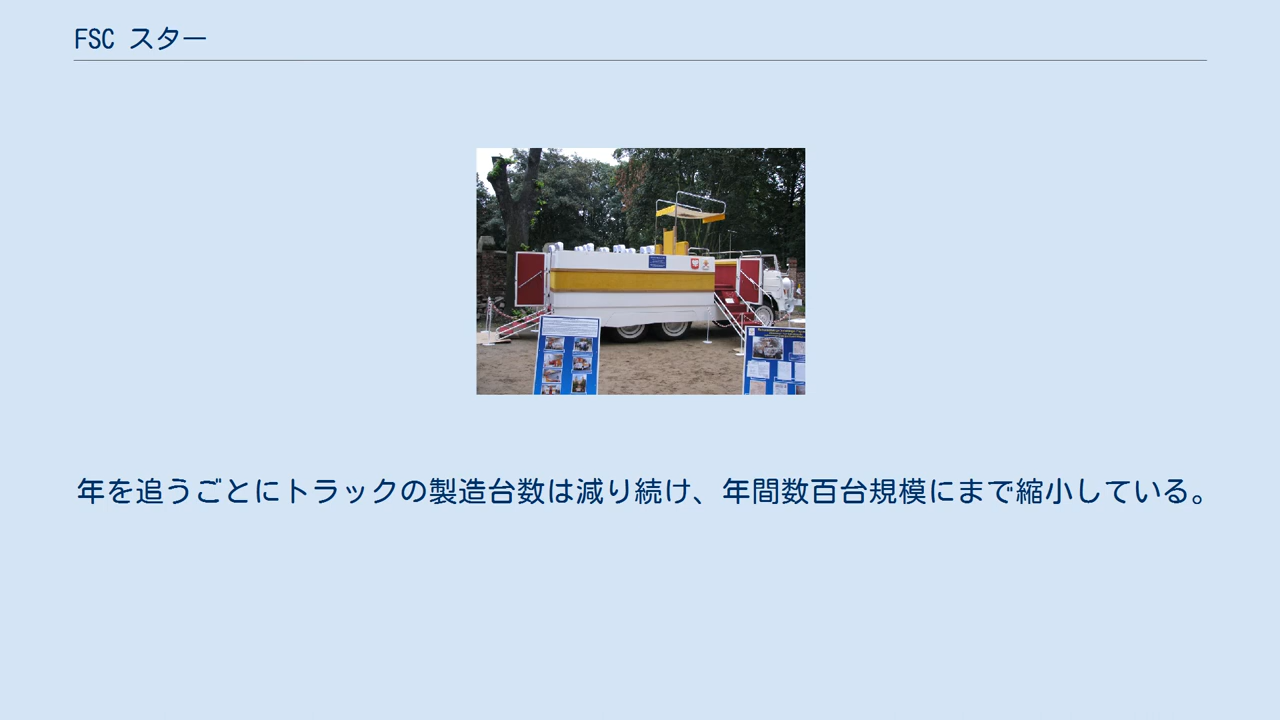 FSC スター
年を追うごとにトラックの製造台数は減り続け、年間数百台規模にまで縮小している。